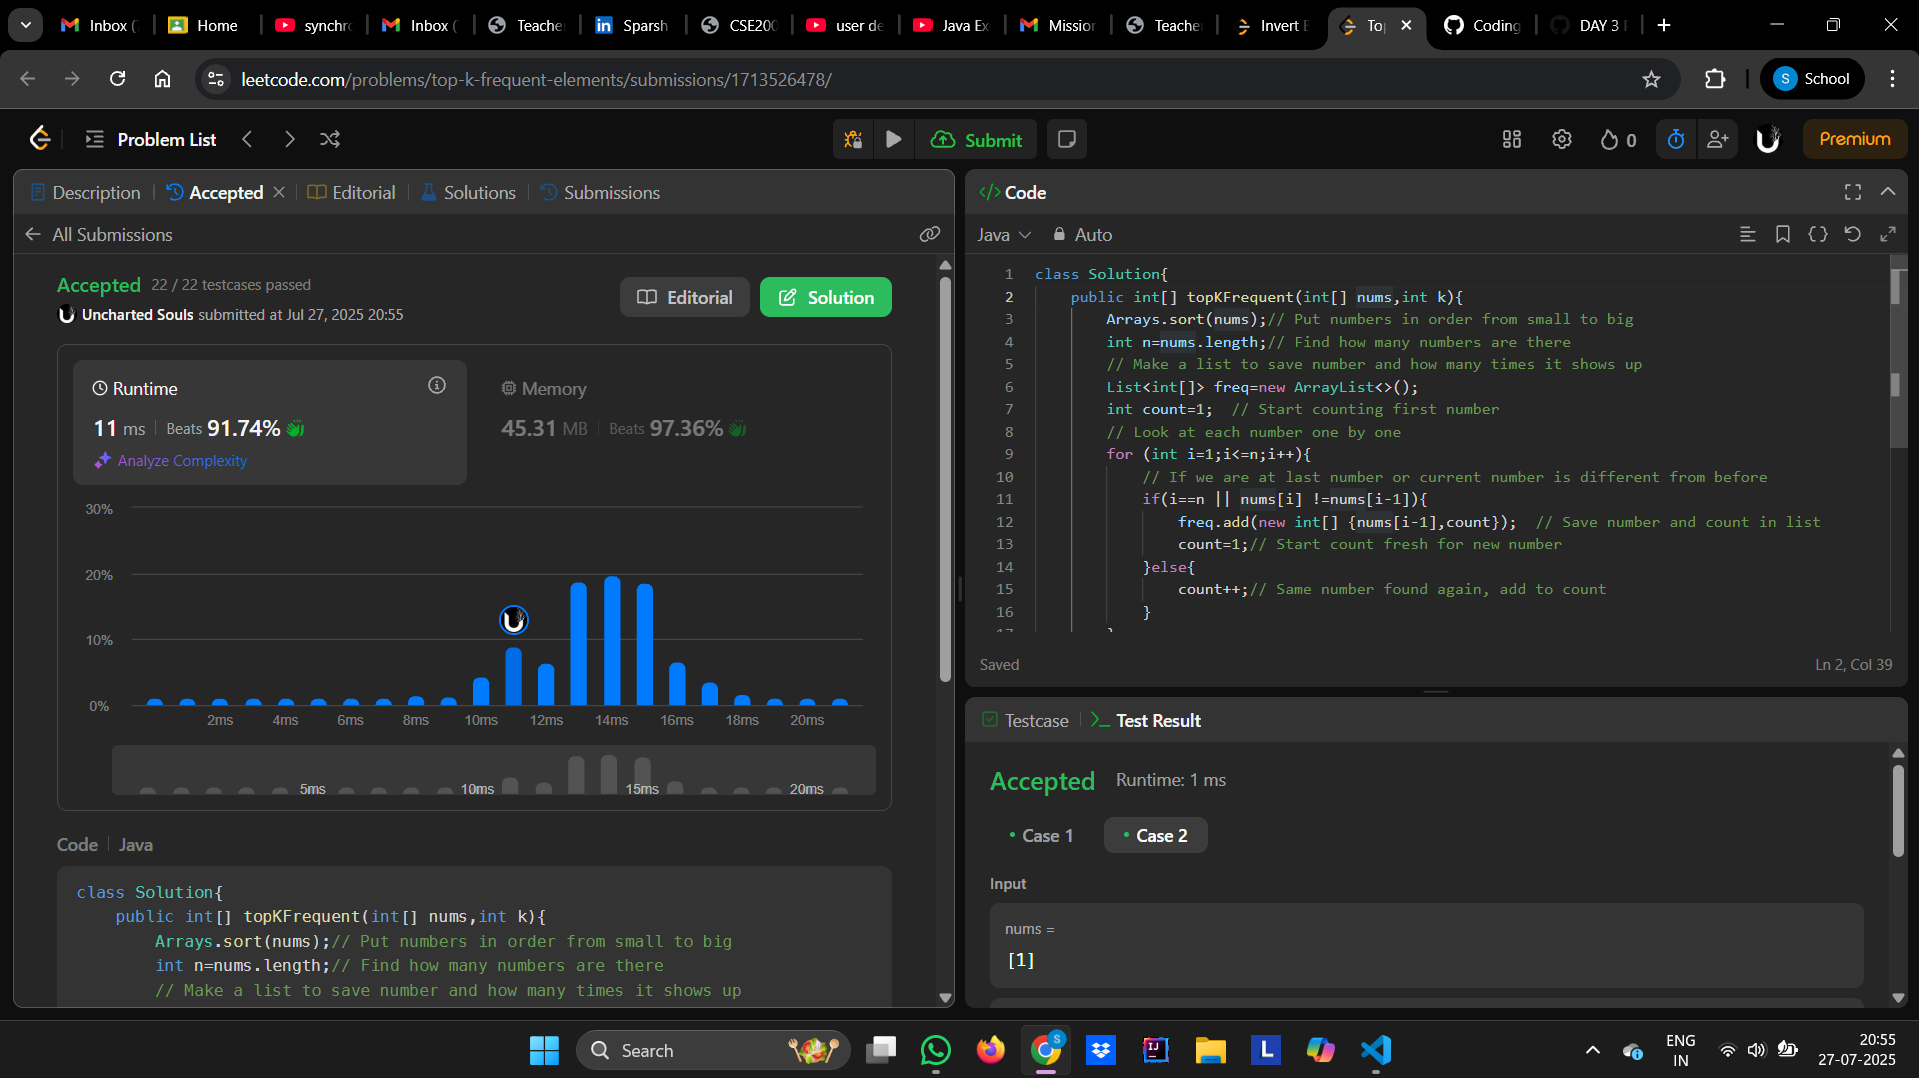 Inbox (
Home
synchr
Inbox (
Teache
Sparsh
CSE200
user de
Java Ex
Mission
Teache
Invert B
To
Coding
DAY 3
leetcode.com/problems/top-k-frequent-elements/submissions/1713526478/
S School
Problem List
Submit
0
Premium
Description
Accepted
Editorial
Solutions
Submissions
All Submissions
Accepted 22 / 22 testcases passed
Uncharted Souls submitted at Jul 27, 2025 20:55
Editorial
Solution
Runtime
11 ms | Beats 91.74%
Analyze Complexity
Memory
45.31 MB | Beats 97.36%
30%
20%
10%
0%
2ms 4ms 6ms 8ms 10ms 12ms 14ms 16ms 18ms 20ms
5ms 10ms 15ms 20ms
Code | Java
class Solution{
public int[] topKFrequent(int[] nums,int k){
Arrays.sort(nums);// Put numbers in order from small to big
int n=nums.length;// Find how many numbers are there
// Make a list to save number and how many times it shows up
</> Code
Java
Auto
1 class Solution{
2 public int[] topKFrequent(int[] nums,int k){
3 Arrays.sort(nums);// Put numbers in order from small to big
4 int n=nums.length;// Find how many numbers are there
5 // Make a list to save number and how many times it shows up
6 List<int[]> freq=new ArrayList<>();
7 int count=1;  // Start counting first number
8 // Look at each number one by one
9 for (int i=1;i<=n;i++){
10 // If we are at last number or current number is different from before
11 if(i==n || nums[i] !=nums[i-1]){
12 freq.add(new int[] {nums[i-1],count});  // Save number and count in list
13 count=1;// Start count fresh for new number
14 }else{
15 count++;// Same number found again, add to count
16 }
Saved
Ln 2, Col 39
Testcase
Test Result
Accepted Runtime: 1 ms
Case 1
Case 2
Input
nums =
[1]
Search
ENG
IN
20:55
27-07-2025